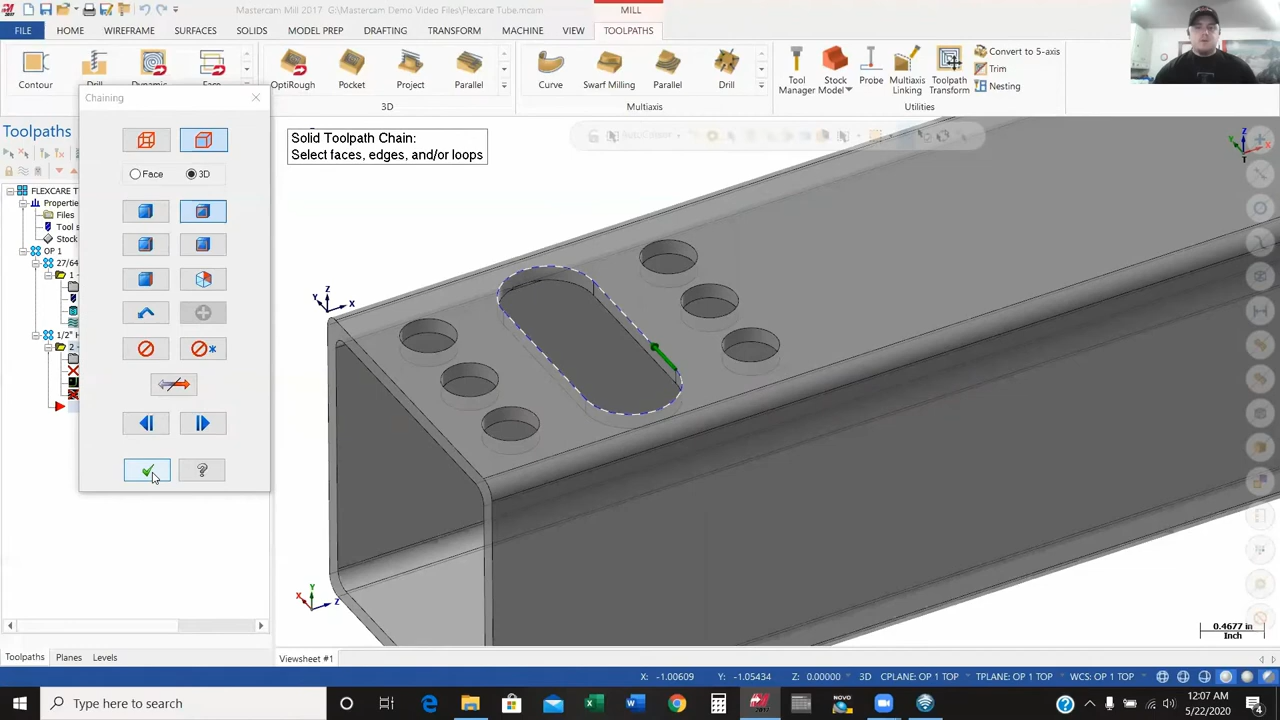 Mastercam Mill 2017 G:\Mastercam Demo Video Files\Flexcare Tube.mcam
MILL
FILE HOME WIREFRAME SURFACES SOLIDS MODEL PREP DRAFTING TRANSFORM MACHINE VIEW TOOLPATHS
Contour Drill Dynamic Face OptiRough Pocket Project Parallel Curve Swarf Milling Parallel Drill Tool Manager Stock Model Probe Multiaxis Linking Toolpath Transform
Convert to 5-axis
Trim
Nesting
3D Multiaxis Utilities
Chaining
Toolpaths
Face 3D
Solid Toolpath Chain:
Select faces, edges, and/or loops
FLEXCARE T
Properti
Files
Tool s
Stock
OP 1
27/64
1 -
1/2" H
2 -
Z
Y X
Y
X Z
Z
Y X
T
0.4677 in
Inch
Toolpaths Planes Levels
Viewsheet #1
X: -1.00609 Y: -1.05434 Z: 0.00000 3D CPLANE: OP 1 TOP TPLANE: OP 1 TOP WCS: OP 1 TOP
Type here to search
NOVO
2017
12:07 AM
5/22/2020